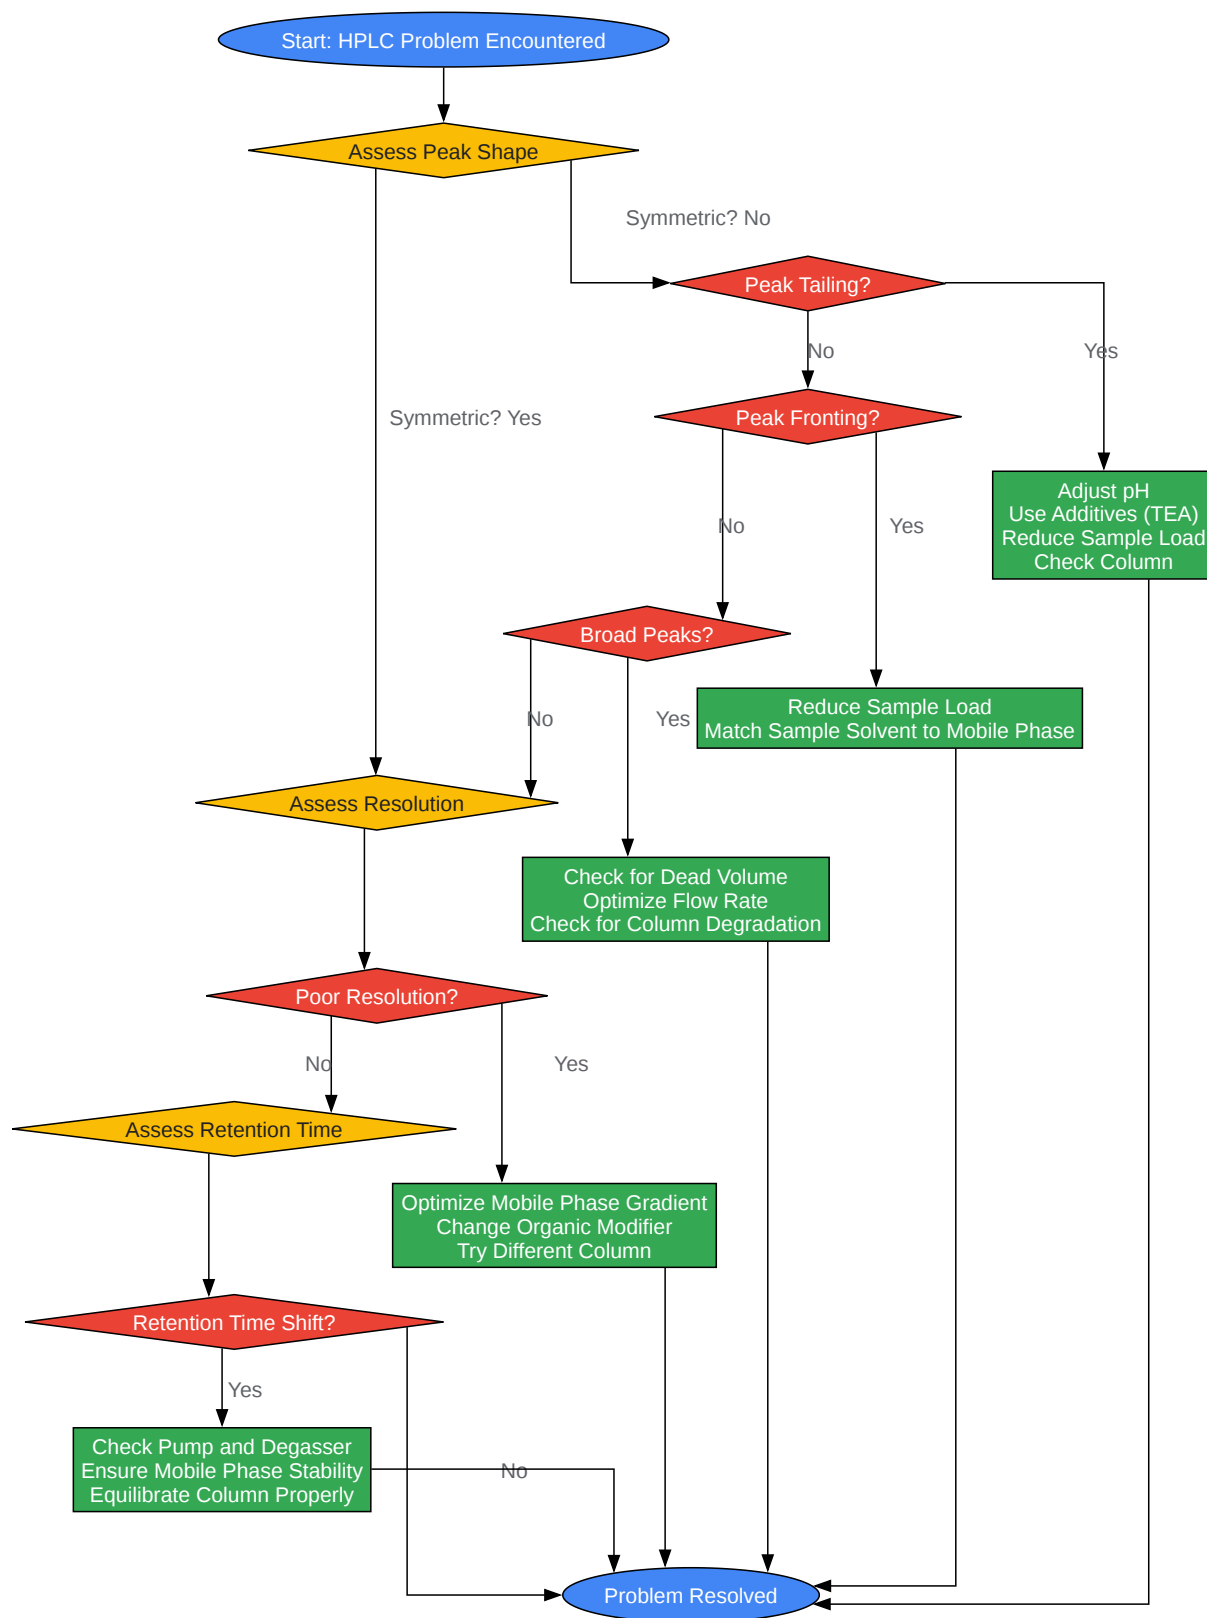 Start: HPLC Problem Encountered
Assess Peak Shape
Symmetric? No
Peak Tailing?
No
Yes
Symmetric? Yes
Peak Fronting?
Adjust pH
Use Additives (TEA)
Reduce Sample Load
Check Column
No
Yes
Broad Peaks?
Reduce Sample Load
Match Sample Solvent to Mobile Phase
No
Yes
Assess Resolution
Check for Dead Volume
Optimize Flow Rate
Check for Column Degradation
Poor Resolution?
No
Yes
Assess Retention Time
Optimize Mobile Phase Gradient
Change Organic Modifier
Try Different Column
Retention Time Shift?
Yes
Check Pump and Degasser
Ensure Mobile Phase Stability
Equilibrate Column Properly
No
Problem Resolved